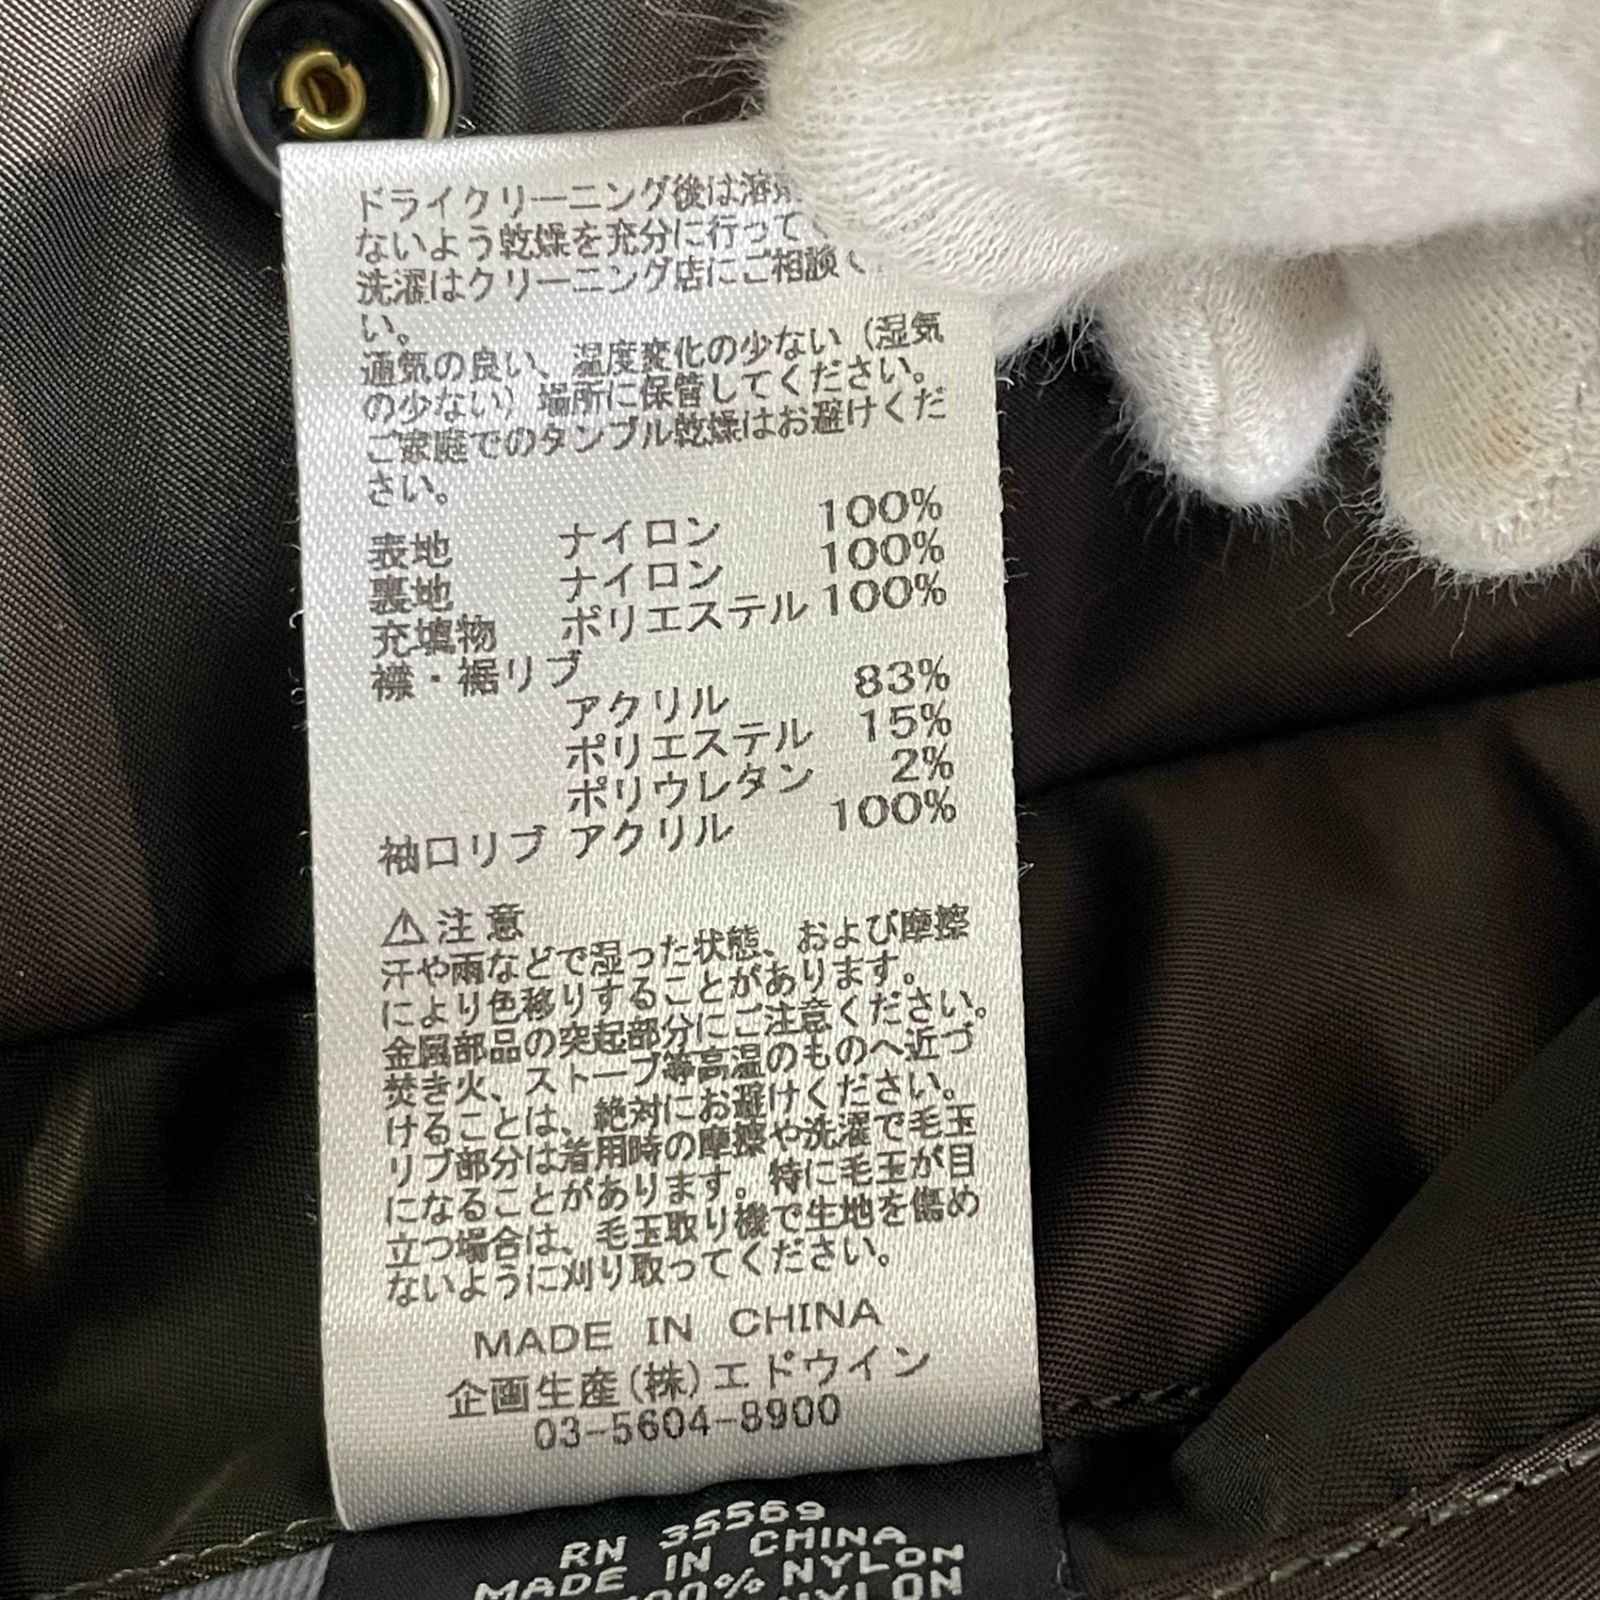 ドライクリーニング後は溶剤
ないよう乾燥を充分に行って
洗濯はクリーニング店にご相談く
い。
通気の良い、温度変化の少ない（湿気
の少ない）場所に保管してください。
ご家庭でのタンブル乾燥はお避けくだ
さい。
表地 ナイロン 100%
裏地 ナイロン 100%
充填物 ポリエステル 100%
襟・裾リブ
アクリル 83%
ポリエステル 15%
ポリウレタン 2%
袖口リブ アクリル 100%
⚠注意
汗や雨などで湿った状態、および摩擦
により色移りすることがあります。
金属部品の突起部分にご注意ください。
焚き火、ストーブ等高温のものへ近づ
けることは、絶対にお避けください。
リブ部分は着用時の摩擦や洗濯で毛玉
になることがあります。特に毛玉が目
立つ場合は、毛玉取り機で生地を傷め
ないように刈り取ってください。
MADE IN CHINA
企画生産(株)エドウイン
03-5604-8900
RN 35569
MADE IN CHINA
100% NYLON
NYLON